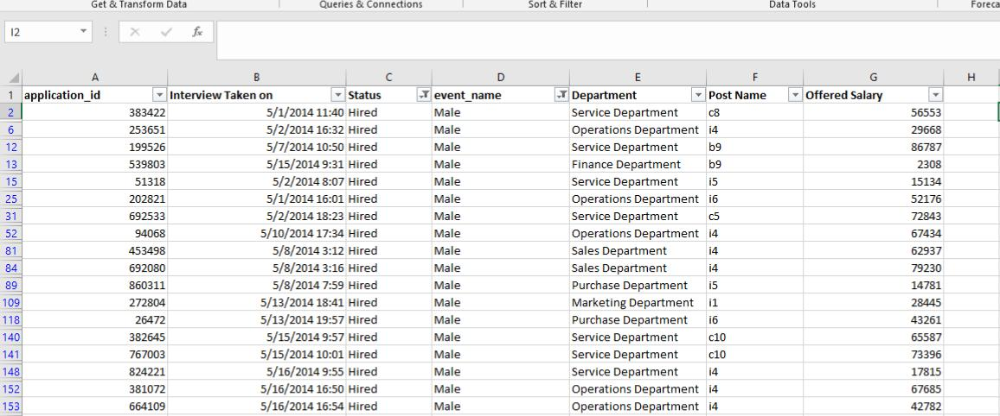 Get & Transform Data Queries & Connections Sort & Filter Data Tools Foreca
I2 fx
A B C D E F G H
1 application_id Interview Taken on Status event_name Department Post Name Offered Salary
2 383422 5/1/2014 11:40 Hired Male Service Department c8 56553
6 253651 5/2/2014 16:32 Hired Male Operations Department i4 29668
12 199526 5/7/2014 10:50 Hired Male Service Department b9 86787
13 539803 5/15/2014 9:31 Hired Male Finance Department b9 2308
15 51318 5/2/2014 8:07 Hired Male Service Department i5 15134
25 202821 5/1/2014 16:01 Hired Male Operations Department i6 52176
31 692533 5/2/2014 18:23 Hired Male Service Department c5 72843
52 94068 5/10/2014 17:34 Hired Male Operations Department i4 67434
81 453498 5/8/2014 3:12 Hired Male Sales Department i4 62937
84 692080 5/8/2014 3:16 Hired Male Sales Department i4 79230
89 860311 5/8/2014 7:59 Hired Male Purchase Department i5 14781
109 272804 5/13/2014 18:41 Hired Male Marketing Department i1 28445
118 26472 5/13/2014 19:57 Hired Male Purchase Department i6 43261
140 382645 5/15/2014 9:57 Hired Male Service Department c10 65587
141 767003 5/15/2014 10:01 Hired Male Service Department c10 73396
148 824221 5/16/2014 9:55 Hired Male Service Department i4 17815
152 381072 5/16/2014 16:50 Hired Male Operations Department i4 67685
153 664109 5/16/2014 16:54 Hired Male Operations Department i4 42782